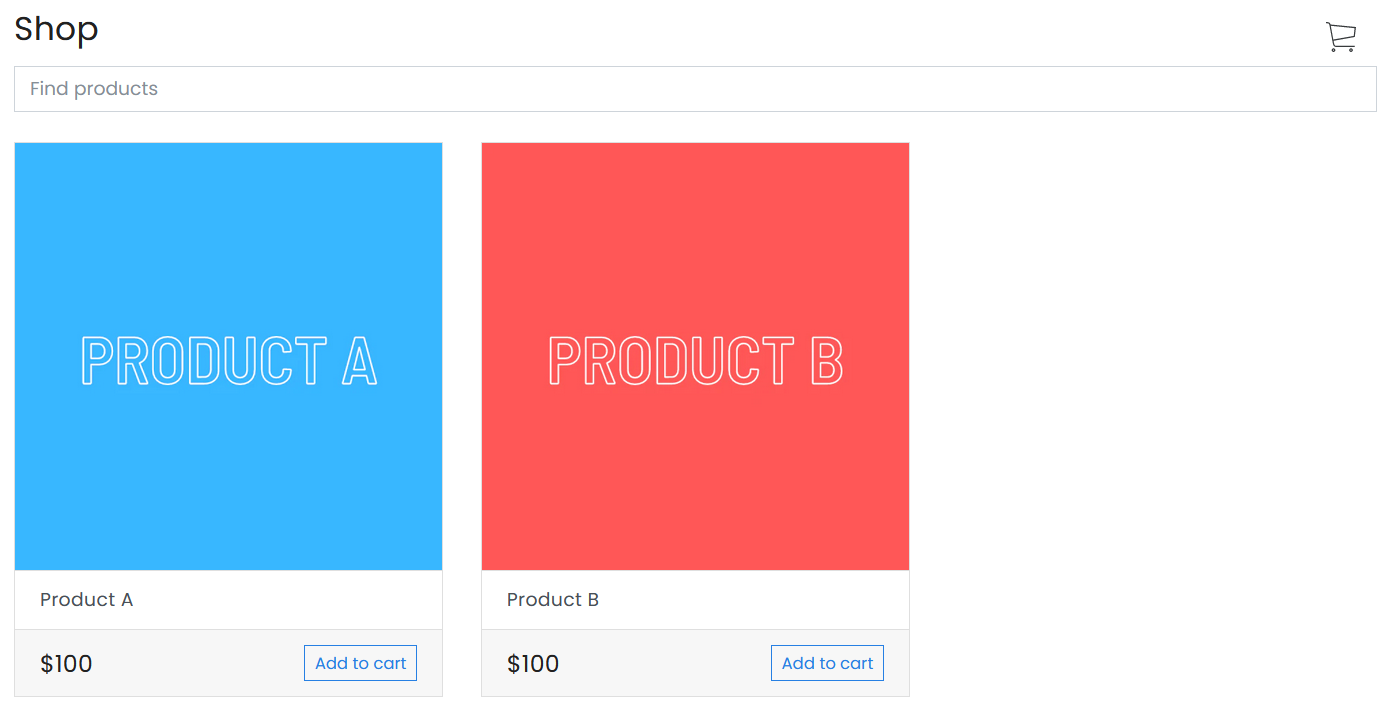 Shop
Find products
PRODUCT A
PRODUCT B
Product A
Product B
$100
Add to cart
$100
Add to cart